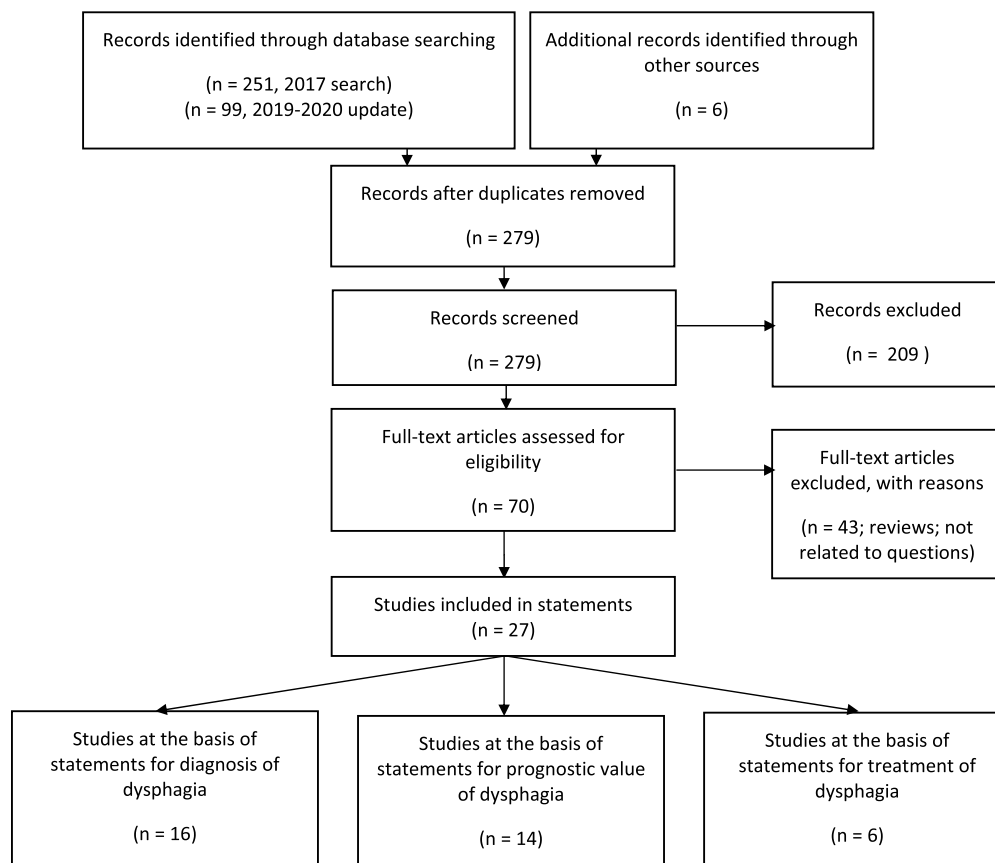 Records identified through database searching
(n = 251, 2017 search)
(n = 99, 2019-2020 update)
Additional records identified through
other sources
(n = 6)
Records after duplicates removed
(n = 279)
Records screened
(n = 279)
Records excluded
(n =  209 )
Full-text articles assessed for
eligibility
(n = 70)
Full-text articles
excluded, with reasons
(n = 43; reviews; not
related to questions)
Studies included in statements
(n = 27)
Studies at the basis of
statements for diagnosis of
dysphagia
(n = 16)
Studies at the basis of
statements for prognostic value
of dysphagia
(n = 14)
Studies at the basis of
statements for treatment of
dysphagia
(n = 6)